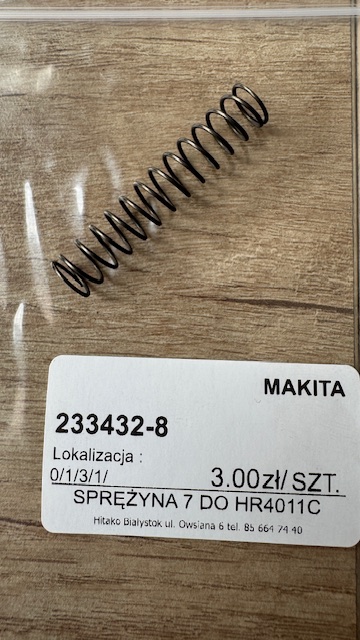 MAKITA
233432-8
Lokalizacja :
0/1/3/1/ 3.00zł/ SZT.
SPRĘŻYNA 7 DO HR4011C
Hitako Białystok ul. Owsiana 6 tel. 85 664 74 40